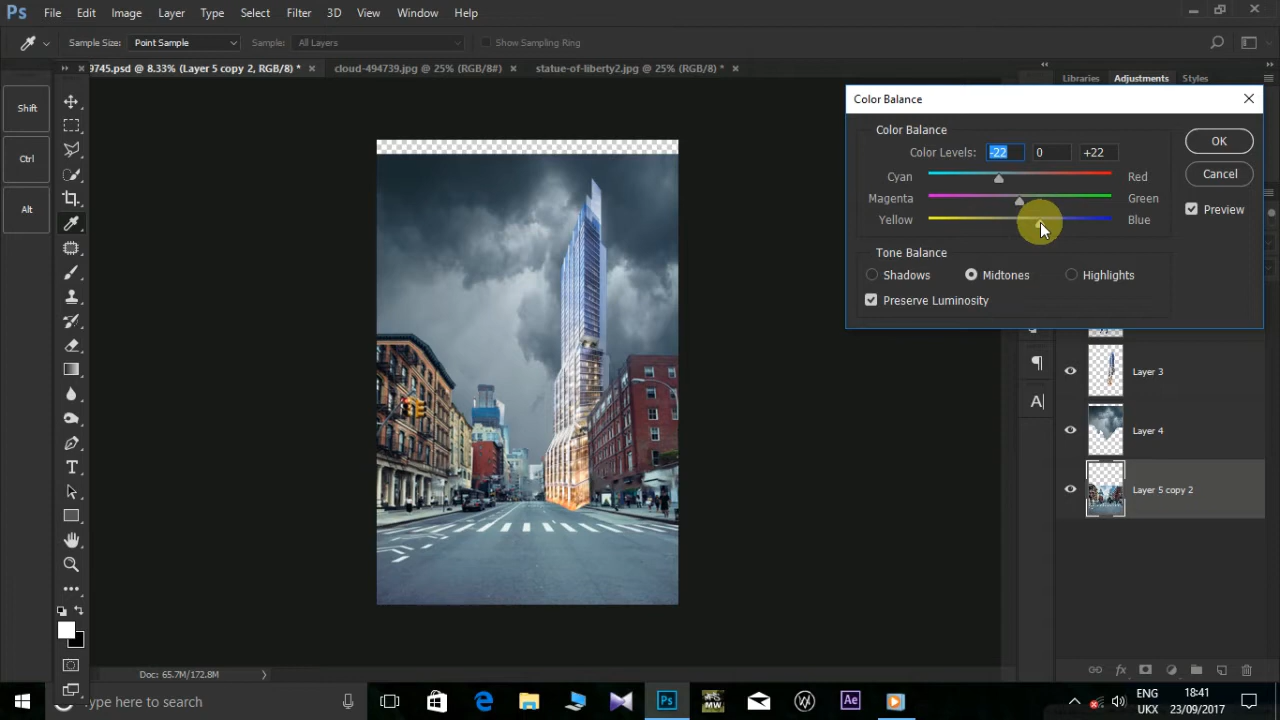 Ps File Edit Image Layer Type Select Filter 3D View Window Help
Sample Size: Point Sample Sample: All Layers Show Sampling Ring
9745.psd @ 8.33% (Layer 5 copy 2, RGB/8) * cloud-494739.jpg @ 25% (RGB/8#) statue-of-liberty2.jpg @ 25% (RGB/8) *
Libraries Adjustments Styles
Shift
Ctrl
Alt
Color Balance
Color Balance
Color Levels: -22 0 +22
Cyan Red
Magenta Green
Yellow Blue
OK
Cancel
Preview
Tone Balance
Shadows Midtones Highlights
Preserve Luminosity
Layer 3
Layer 4
Layer 5 copy 2
Doc: 65.7M/172.8M
Type here to search
Ps MW W Ae
ENG
UKX
18:41
23/09/2017